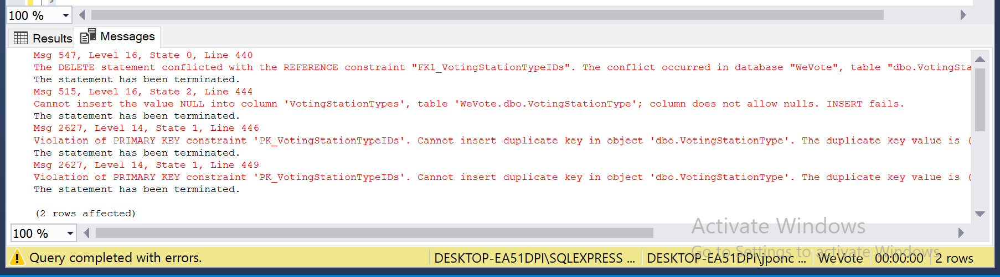 100 %
Results Messages
Msg 547, Level 16, State 0, Line 440
The DELETE statement conflicted with the REFERENCE constraint "FK1_VotingStationTypeIDs". The conflict occurred in database "WeVote", table "dbo.VotingSta
The statement has been terminated.
Msg 515, Level 16, State 2, Line 444
Cannot insert the value NULL into column 'VotingStationTypes', table 'WeVote.dbo.VotingStationType'; column does not allow nulls. INSERT fails.
The statement has been terminated.
Msg 2627, Level 14, State 1, Line 446
Violation of PRIMARY KEY constraint 'PK_VotingStationTypeIDs'. Cannot insert duplicate key in object 'dbo.VotingStationType'. The duplicate key value is (
The statement has been terminated.
Msg 2627, Level 14, State 1, Line 449
Violation of PRIMARY KEY constraint 'PK_VotingStationTypeIDs'. Cannot insert duplicate key in object 'dbo.VotingStationType'. The duplicate key value is (
The statement has been terminated.
(2 rows affected)
100 %
Activate Windows
Go to Settings to activate Windows.
Query completed with errors. DESKTOP-EA51DPI\SQLEXPRESS ... DESKTOP-EA51DPI\jponc ... WeVote 00:00:00 2 rows